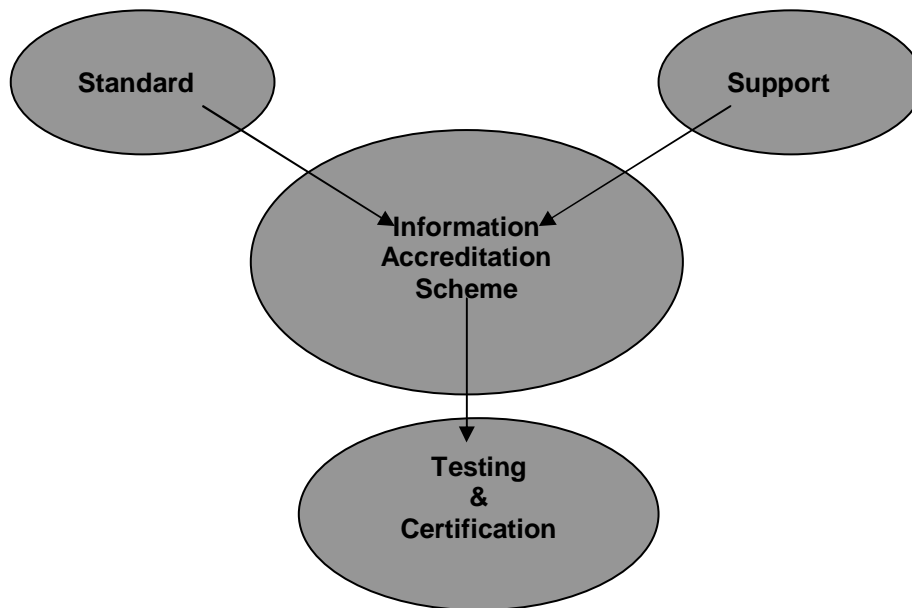 Standard
Support
Information
Accreditation
Scheme
Testing
&
Certification